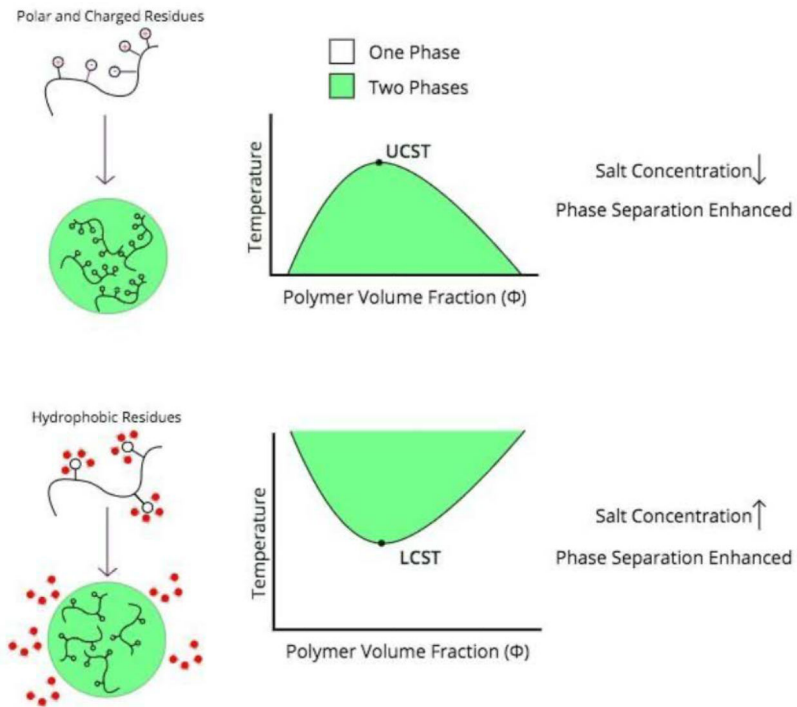 Polar and Charged Residues
One Phase
Two Phases
UCST
Temperature
Polymer Volume Fraction (Φ)
Salt Concentration↓
Phase Separation Enhanced
Hydrophobic Residues
LCST
Temperature
Polymer Volume Fraction (Φ)
Salt Concentration↑
Phase Separation Enhanced